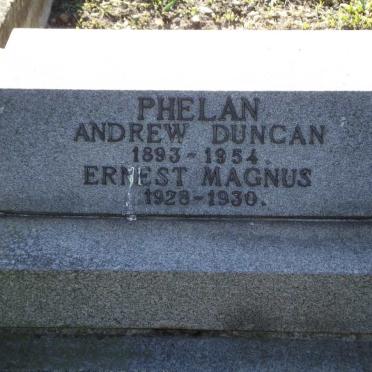 PHELAN
ANDREW DUNCAN
1893 - 1954.
ERNEST MAGNUS
1928 - 1930.